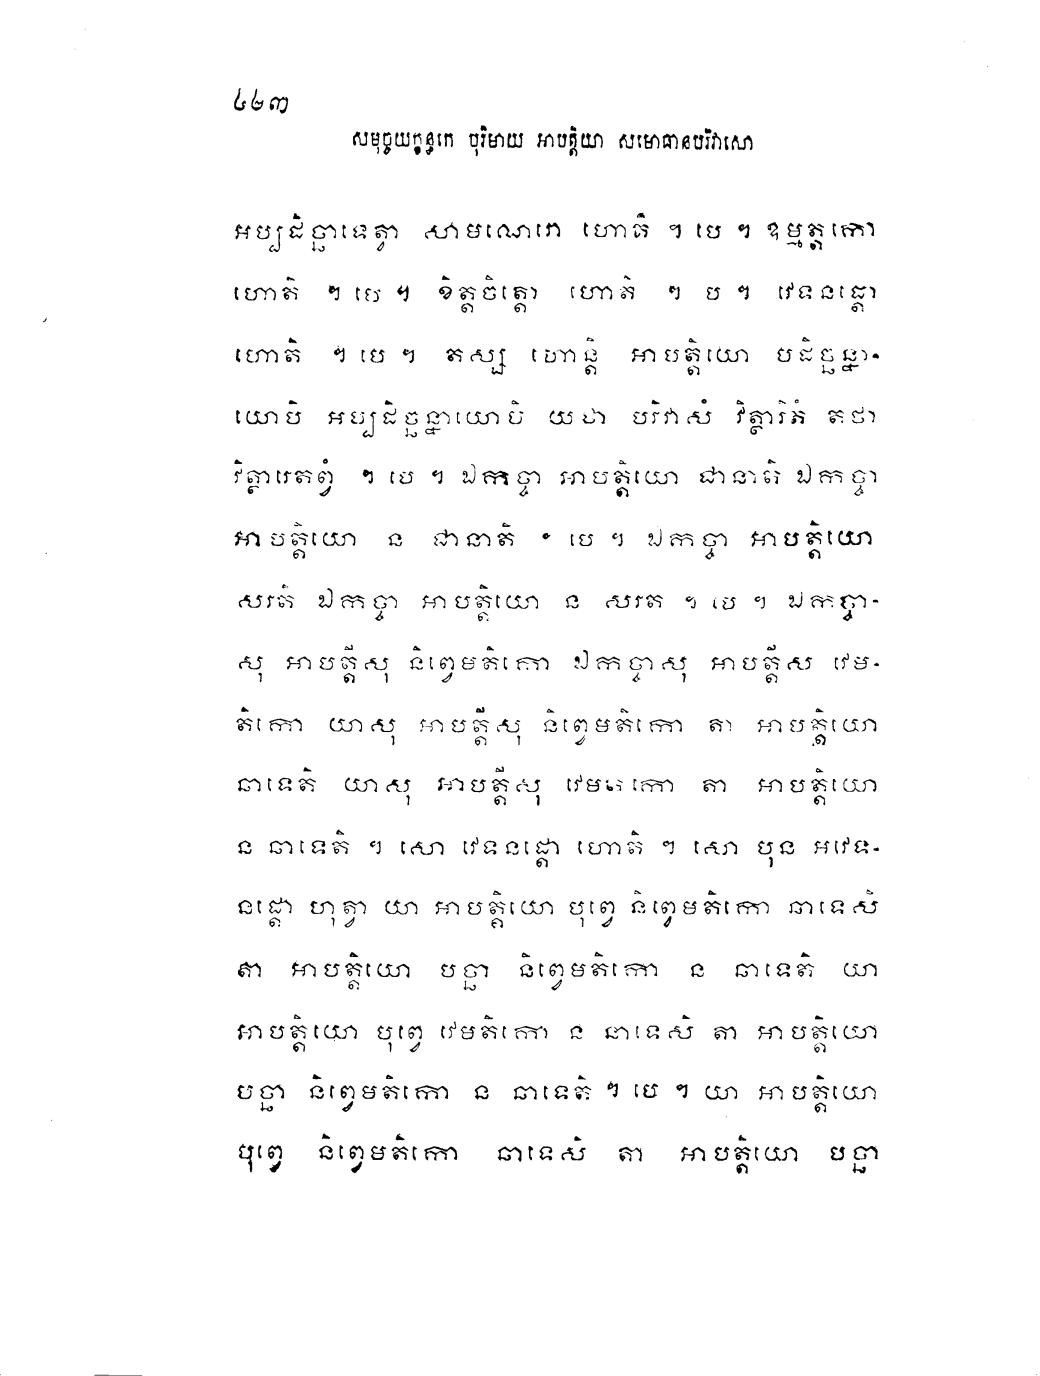 ៤៤៣
សមុច្ចយក្ខន្ធកេ បុរិមាយ អាបត្តិយា សមោធានបរិវាសោ
អប្បដិច្ឆាទេត្វា សាមណេរោ ហោតិ ។ បេ ។ ឧម្មត្តកោ
ហោតិ ។ បេ ។ ខិត្តចិត្តោ ហោតិ ។ ប ។ វេទនដ្តោ
ហោតិ ។ បេ ។ តស្ស ហោន្តិ អាបត្តិយោ បដិច្ឆន្នា-
យោបិ អប្បដិច្ឆន្នាយោបិ យថា បរិវាសំ វិត្ថារិតំ តថា
វិត្ថារេតព្វំ ។ បេ ។ ឯកច្ចា អាបត្តិយោ ជានាតិ ឯកច្ចា
អាបត្តិយោ ន ជានាតិ ។ បេ ។ ឯកច្ចា អាបត្តិយោ
សរតិ ឯកច្ចា អាបត្តិយោ ន សរត ។ បេ ។ ឯកច្ចា-
សុ អាបត្តីសុ និព្វេមតិកោ ឯកច្ចាសុ អាបត្តីស វេម-
តិកោ យាសុ អាបត្តីសុ និព្វេមតិកោ តា អាបត្តិយោ
ឆាទេតិ យាសុ អាបត្តីសុ វេមតិកោ តា អាបត្តិយោ
ន ឆាទេតិ ។ សោ វេទនដ្តោ ហោតិ ។ សោ បុន អវេទ-
នដ្តោ ហុត្វា យា អាបត្តិយោ បុព្វេ និព្វេមតិកោ ឆាទេសិ
តា អាបត្តិយោ បច្ឆា និព្វេមតិកោ ន ឆាទេតិ យា
អាបត្តិយោ បុព្វេ វេមតិកោ ន ឆាទេសិ តា អាបត្តិយោ
បច្ឆា និព្វេមតិកោ ន ឆាទេតិ ។ បេ ។ យា អាបត្តិយោ
បុព្វេ និព្វេមតិកោ ឆាទេសិ តា អាបត្តិយោ បច្ឆា